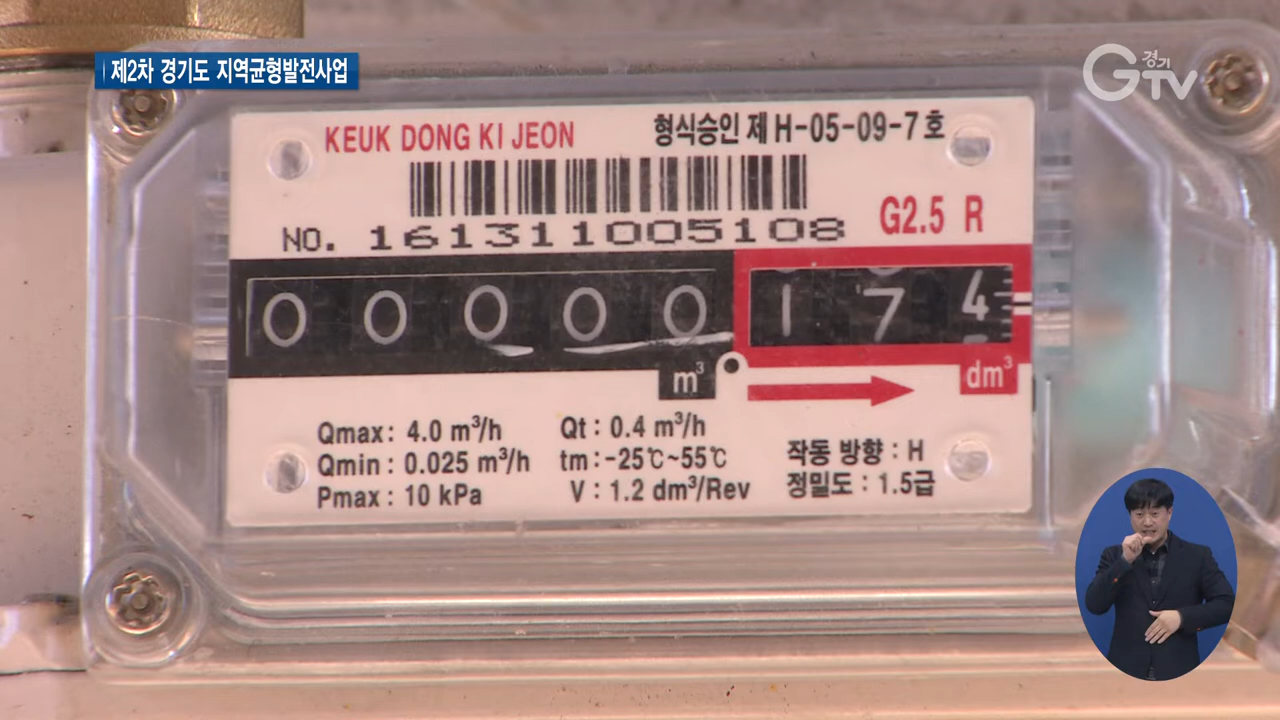 제2차 경기도 지역균형발전사업
경기
GTV
KEUK DONG KI JEON
형식승인 제 H-05-09-7 호
G2.5 R
NO. 161311005108
00000 174
m³
dm³
Qmax : 4.0 m³/h
Qt : 0.4 m³/h
Qmin : 0.025 m³/h
tm : -25℃~55℃
작동 방향 : H
Pmax : 10 kPa
V : 1.2 dm³/Rev
정밀도 : 1.5급